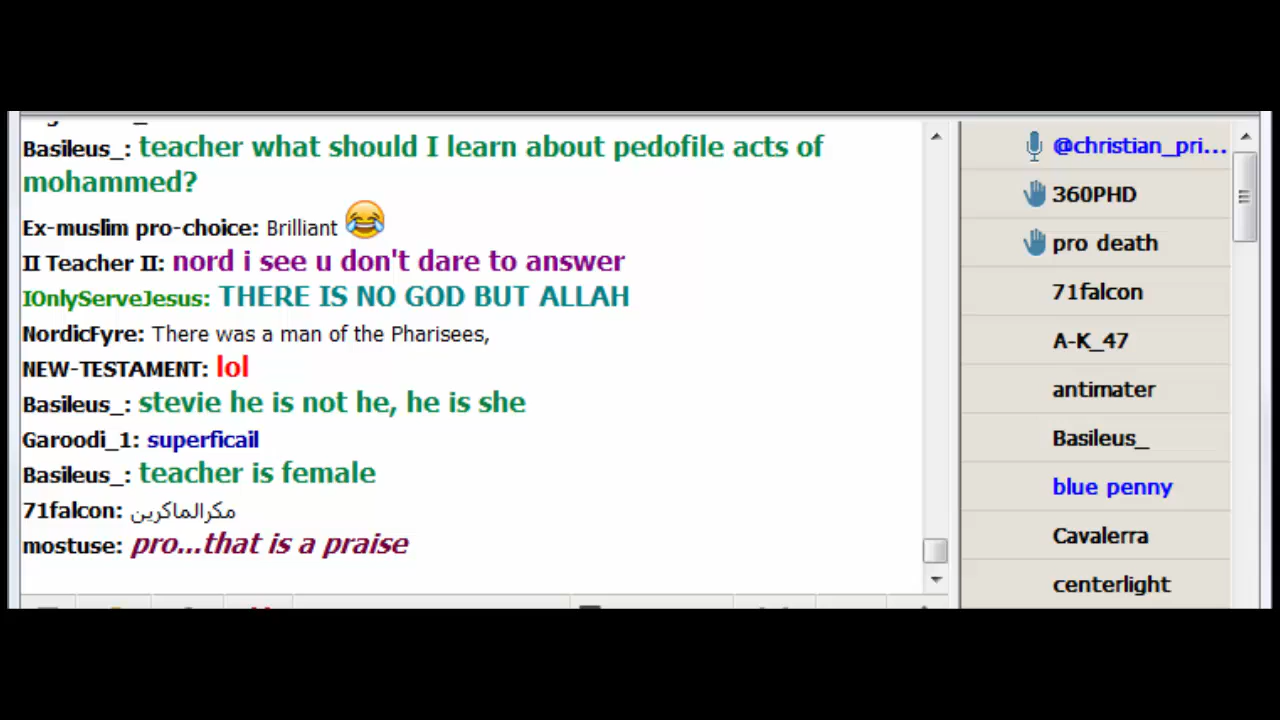 Basileus_: teacher what should I learn about pedofile acts of
mohammed?
Ex-muslim pro-choice: Brilliant 😂
II Teacher II: nord i see u don't dare to answer
IOnlyServeJesus: THERE IS NO GOD BUT ALLAH
NordicFyre: There was a man of the Pharisees,
NEW-TESTAMENT: lol
Basileus_: stevie he is not he, he is she
Garoodi_1: superficail
Basileus_: teacher is female
71falcon: مكرالماكرين
mostuse: pro...that is a praise
@christian_pri...
360PHD
pro death
71falcon
A-K_47
antimater
Basileus_
blue penny
Cavalerra
centerlight